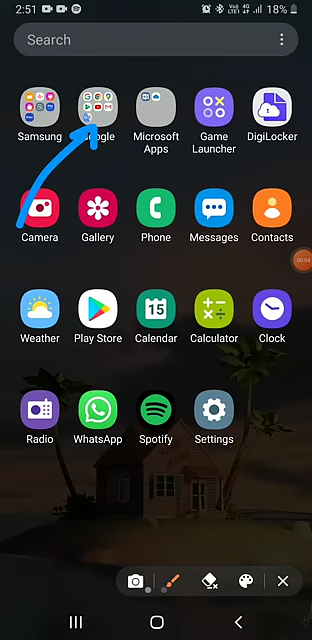 2:51 18%
Search
Samsung Microsoft Apps Game Launcher DigiLocker
Camera Gallery Phone Messages Contacts
15
Weather Play Store Calendar Calculator Clock
Radio WhatsApp Spotify Settings